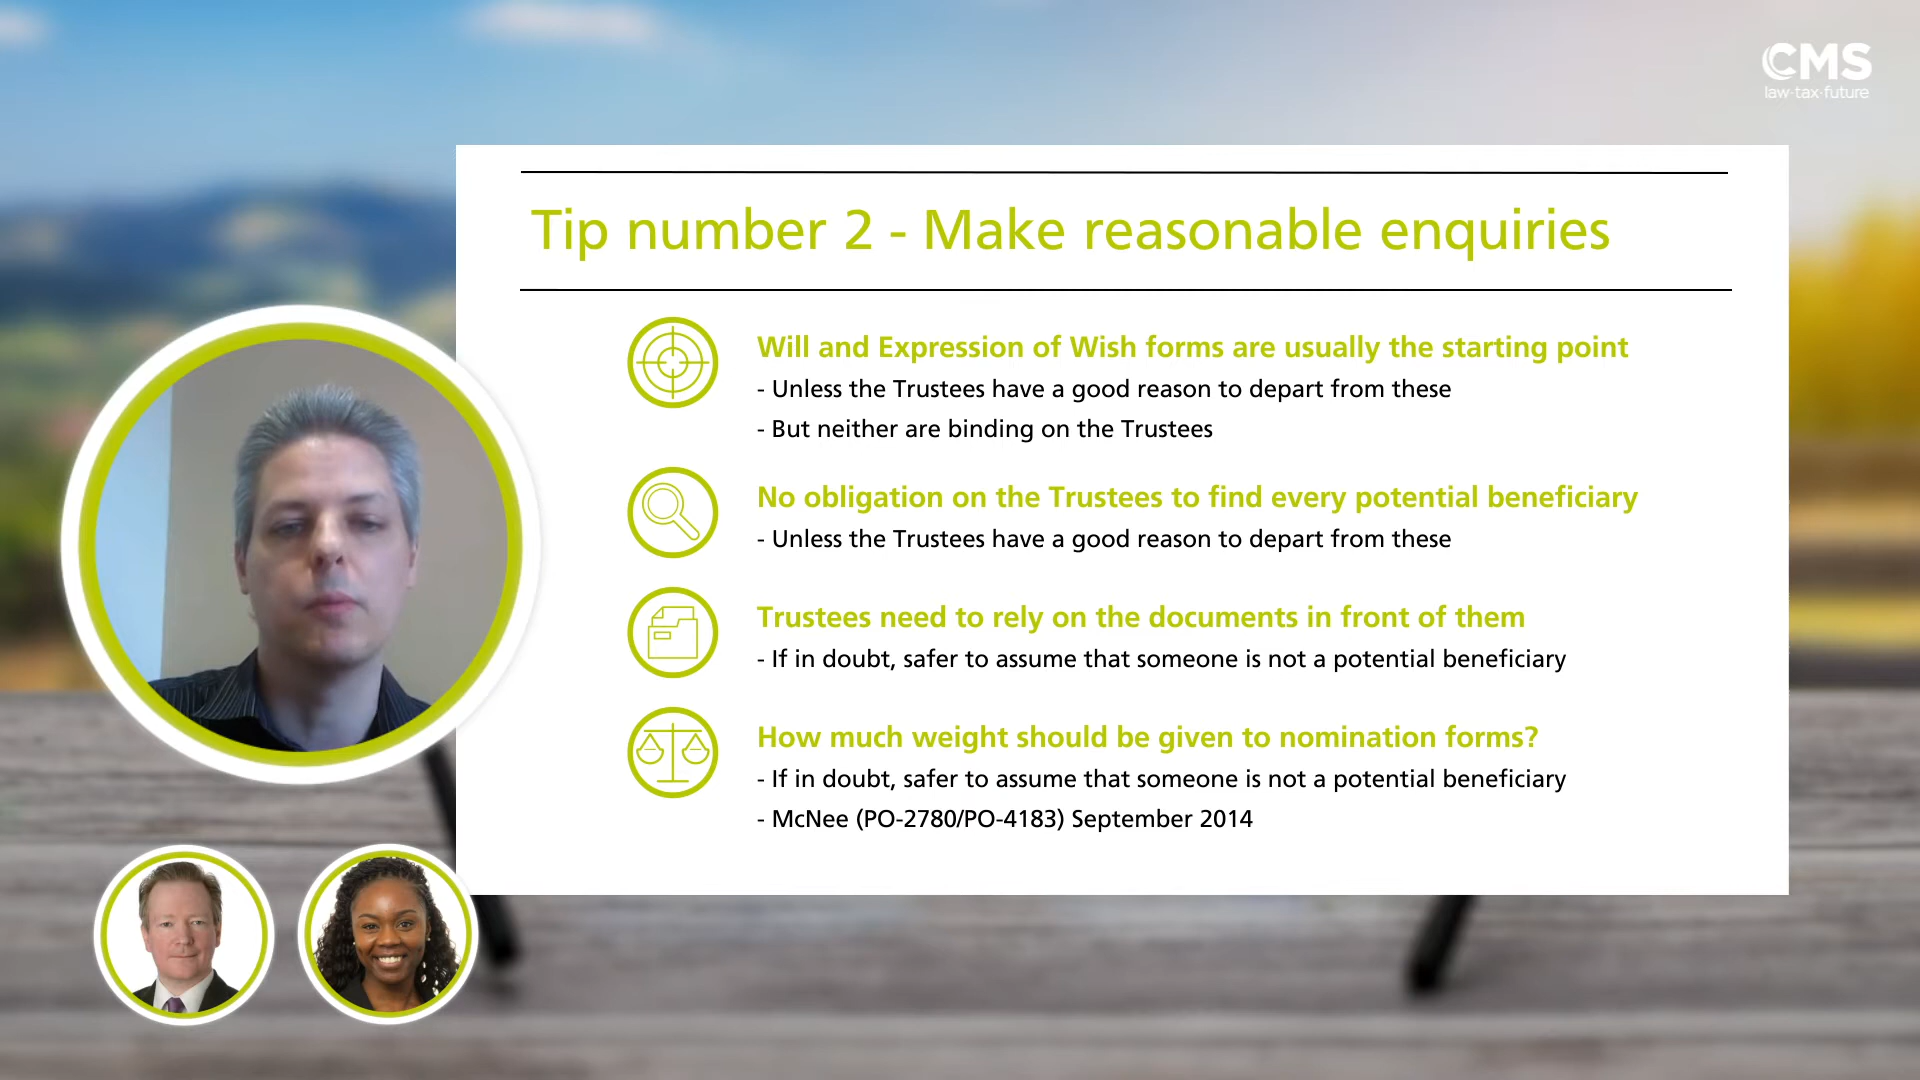 CMS
law·tax·future
Tip number 2 - Make reasonable enquiries
Will and Expression of Wish forms are usually the starting point
- Unless the Trustees have a good reason to depart from these
- But neither are binding on the Trustees
No obligation on the Trustees to find every potential beneficiary
- Unless the Trustees have a good reason to depart from these
Trustees need to rely on the documents in front of them
- If in doubt, safer to assume that someone is not a potential beneficiary
How much weight should be given to nomination forms?
- If in doubt, safer to assume that someone is not a potential beneficiary
- McNee (PO-2780/PO-4183) September 2014